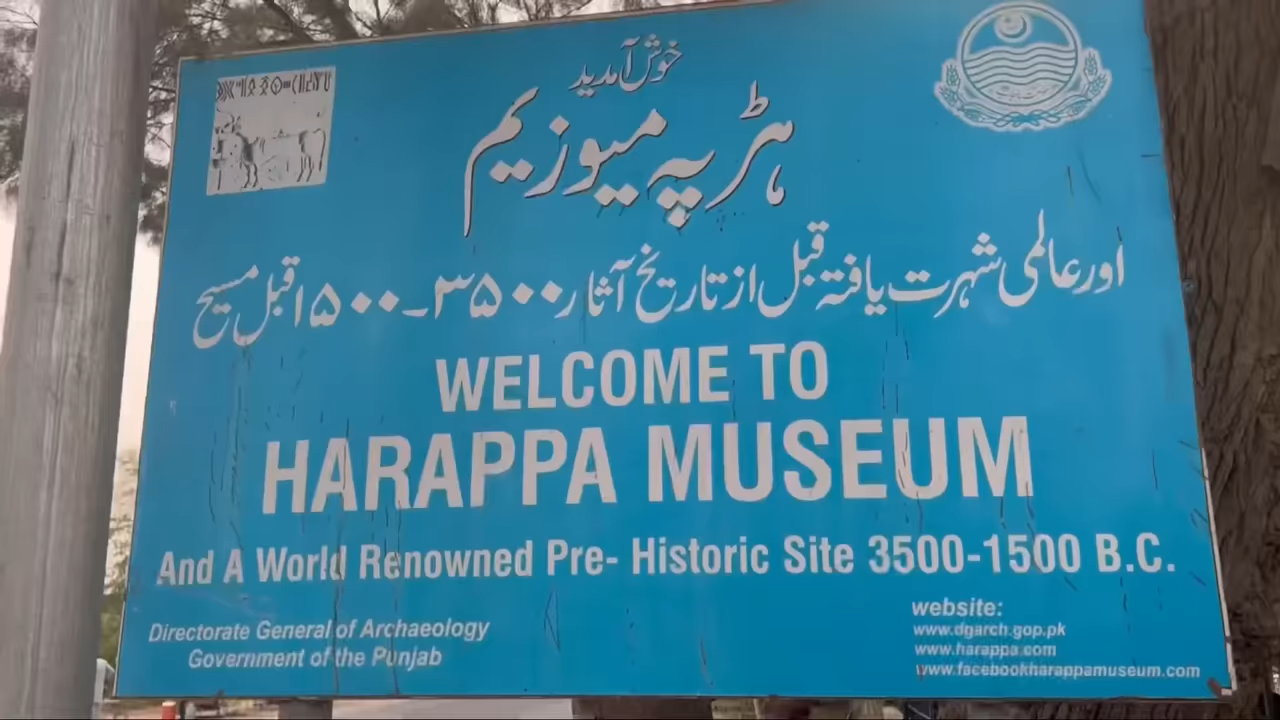 خوش آمدید
ہڑپہ میوزیم
اور عالمی شہرت یافتہ قبل از تاریخ آثار ۳۵۰۰-۱۵۰۰ قبل مسیح
WELCOME TO
HARAPPA MUSEUM
And A World Renowned Pre- Historic Site 3500-1500 B.C.
Directorate General of Archaeology
Government of the Punjab
website:
www.dgarch.gop.pk
www.harappa.com
www.facebookharappamuseum.com